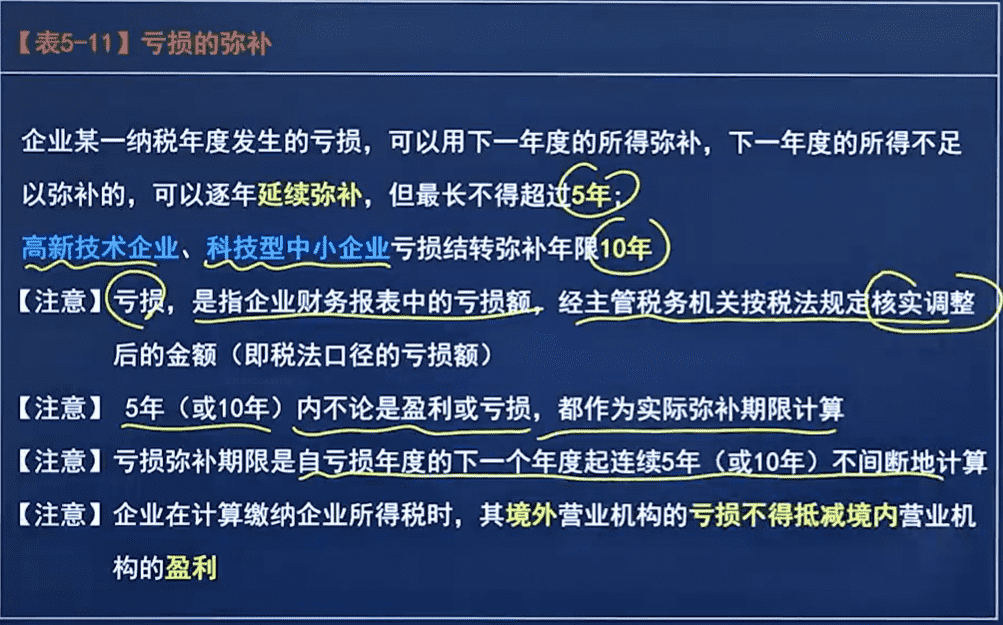 【表5-11】亏损的弥补
企业某一纳税年度发生的亏损，可以用下一年度的所得弥补，下一年度的所得不足
以弥补的，可以逐年延续弥补，但最长不得超过5年；
高新技术企业、科技型中小企业亏损结转弥补年限10年
【注意】亏损，是指企业财务报表中的亏损额，经主管税务机关按税法规定核实调整
后的金额（即税法口径的亏损额）
【注意】 5年（或10年）内不论是盈利或亏损，都作为实际弥补期限计算
【注意】亏损弥补期限是自亏损年度的下一个年度起连续5年（或10年）不间断地计算
【注意】企业在计算缴纳企业所得税时，其境外营业机构的亏损不得抵减境内营业机
构的盈利